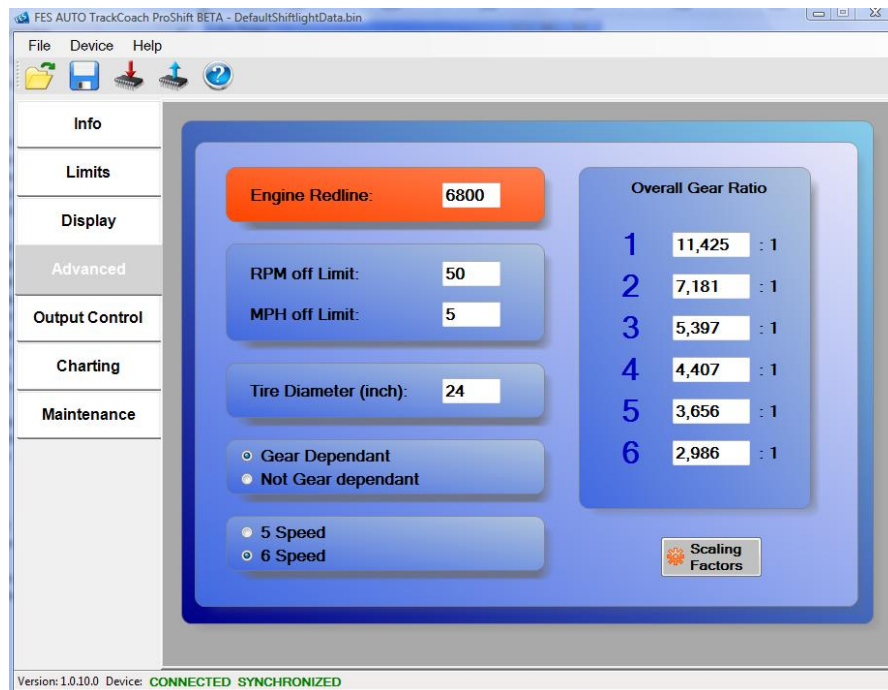 FES AUTO TrackCoach ProShift BETA - DefaultShiftlightData.bin
File Device Help
Info
Limits
Display
Advanced
Output Control
Charting
Maintenance
Engine Redline: 6800
RPM off Limit: 50
MPH off Limit: 5
Tire Diameter (inch): 24
Gear Dependant
Not Gear dependant
5 Speed
6 Speed
Overall Gear Ratio
1 11,425 : 1
2 7,181 : 1
3 5,397 : 1
4 4,407 : 1
5 3,656 : 1
6 2,986 : 1
Scaling
Factors
Version: 1.0.10.0 Device: CONNECTED SYNCHRONIZED